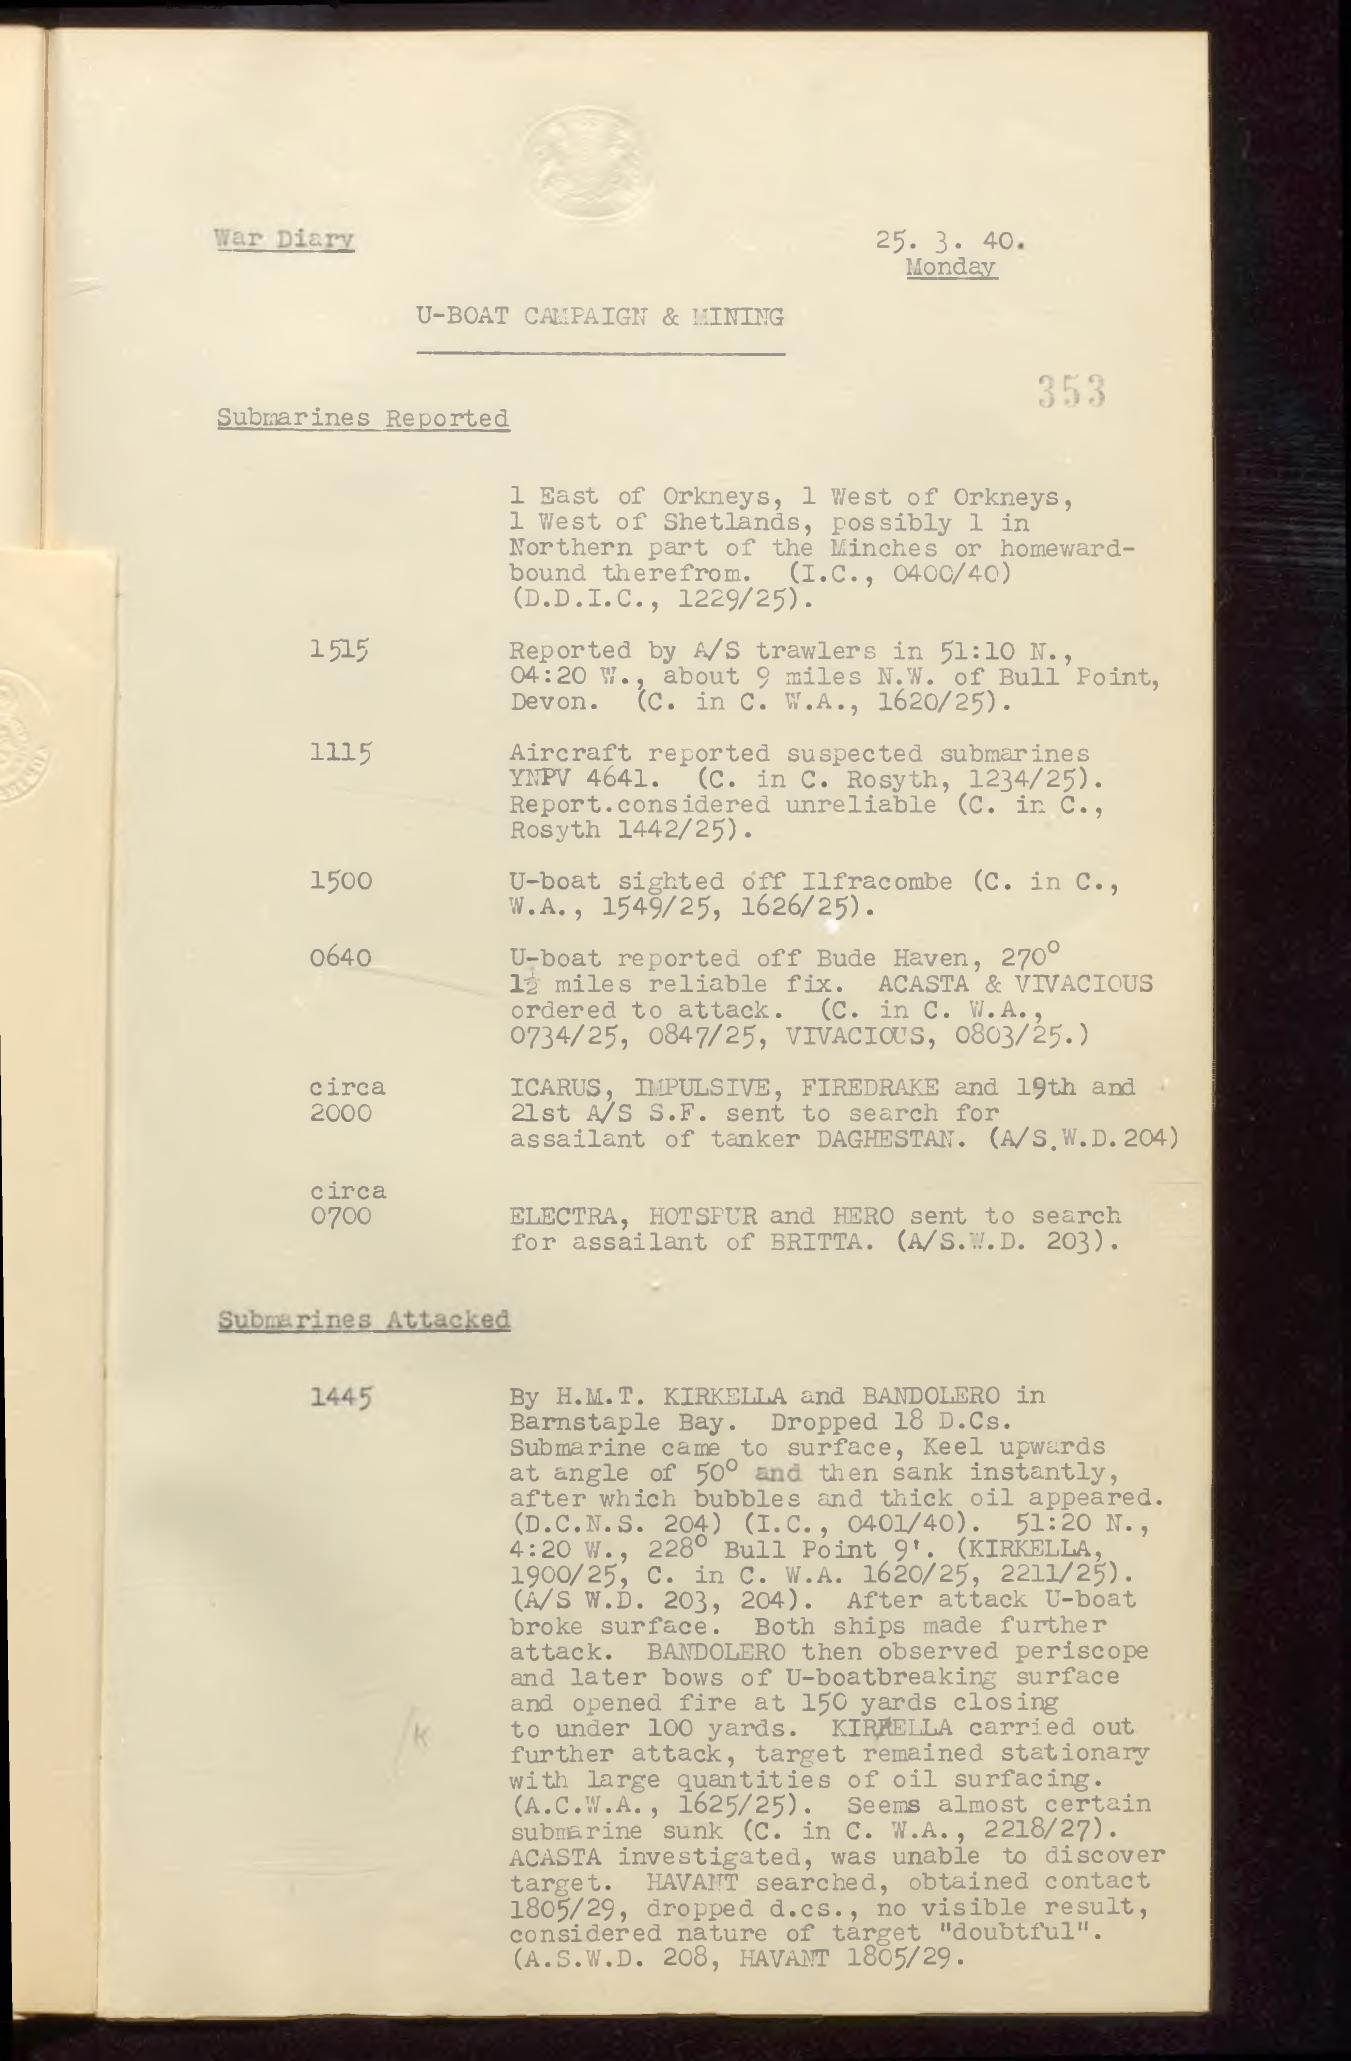 War Diary
25. 3. 40.
Monday
U-BOAT CAMPAIGN & MINING
353
Submarines Reported
1 East of Orkneys, 1 West of Orkneys,
1 West of Shetlands, possibly 1 in
Northern part of the Minches or homeward-
bound therefrom. (I.C., 0400/40)
(D.D.I.C., 1229/25).
1515 Reported by A/S trawlers in 51:10 N.,
04:20 W., about 9 miles N.W. of Bull Point,
Devon. (C. in C. W.A., 1620/25).
1115 Aircraft reported suspected submarines
YNPV 4641. (C. in C. Rosyth, 1234/25).
Report.considered unreliable (C. in C.,
Rosyth 1442/25).
1500 U-boat sighted off Ilfracombe (C. in C.,
W.A., 1549/25, 1626/25).
0640 U-boat reported off Bude Haven, 270°
1½ miles reliable fix. ACASTA & VIVACIOUS
ordered to attack. (C. in C. W.A.,
0734/25, 0847/25, VIVACIOUS, 0803/25.)
circa ICARUS, IMPULSIVE, FIREDRAKE and 19th and
2000 21st A/S S.F. sent to search for
assailant of tanker DAGHESTAN. (A/S.W.D.204)
circa
0700 ELECTRA, HOTSPUR and HERO sent to search
for assailant of BRITTA. (A/S.W.D. 203).
Submarines Attacked
1445 By H.M.T. KIRKELLA and BANDOLERO in
Barnstaple Bay. Dropped 18 D.Cs.
Submarine came to surface, Keel upwards
at angle of 50° and then sank instantly,
after which bubbles and thick oil appeared.
(D.C.N.S. 204) (I.C., 0401/40). 51:20 N.,
4:20 W., 228° Bull Point 9'. (KIRKELLA,
1900/25, C. in C. W.A. 1620/25, 2211/25).
(A/S W.D. 203, 204). After attack U-boat
broke surface. Both ships made further
attack. BANDOLERO then observed periscope
and later bows of U-boatbreaking surface
and opened fire at 150 yards closing
to under 100 yards. KIRRELLA carried out
/K
further attack, target remained stationary
with large quantities of oil surfacing.
(A.C.W.A., 1625/25). Seems almost certain
submarine sunk (C. in C. W.A., 2218/27).
ACASTA investigated, was unable to discover
target. HAVANT searched, obtained contact
1805/29, dropped d.cs., no visible result,
considered nature of target "doubtful".
(A.S.W.D. 208, HAVANT 1805/29.